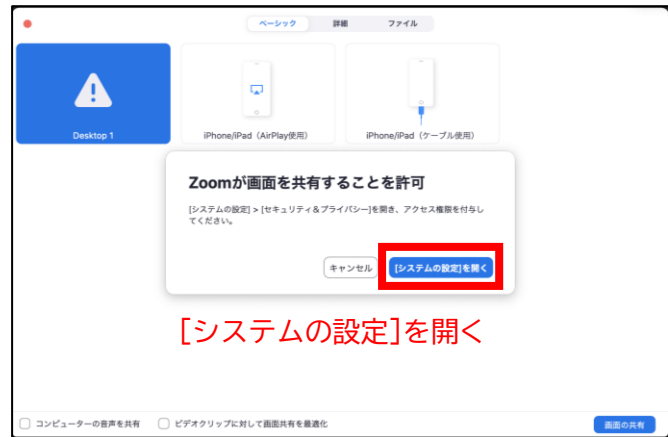 ベーシック 詳細 ファイル
Desktop 1
iPhone/iPad（AirPlay使用）
iPhone/iPad（ケーブル使用）
Zoomが画面を共有することを許可
[システムの設定] > [セキュリティ&プライバシー]を開き、アクセス権限を付与し
てください。
キャンセル
[システムの設定]を開く
[システムの設定]を開く
コンピューターの音声を共有
ビデオクリップに対して画面共有を最適化
画面の共有